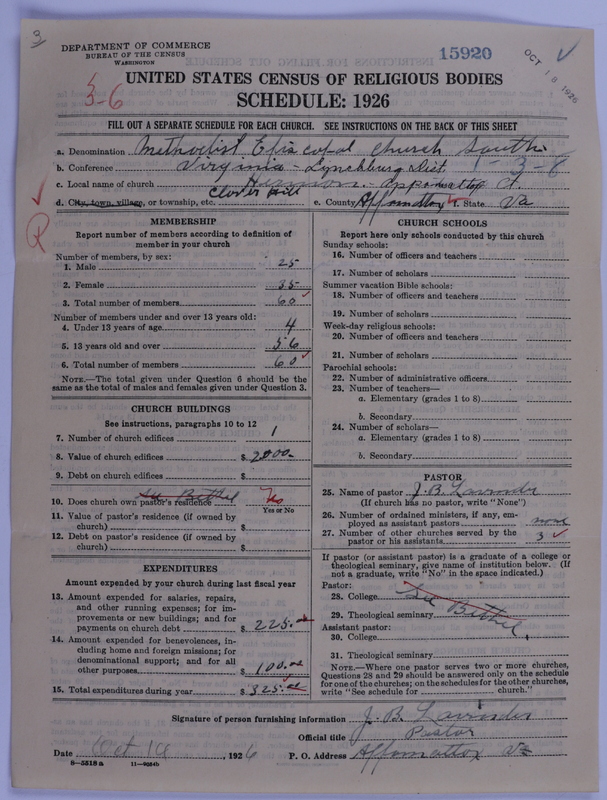 3
DEPARTMENT OF COMMERCE
BUREAU OF THE CENSUS
WASHINGTON
15920
OCT 18 1926
3-6
UNITED STATES CENSUS OF RELIGIOUS BODIES
SCHEDULE: 1926
FILL OUT A SEPARATE SCHEDULE FOR EACH CHURCH. SEE INSTRUCTIONS ON THE BACK OF THIS SHEET
a. Denomination Methodist Episcopal Church South
b. Conference Virginia - Lynchburg Dist. 1-3-6
c. Local name of church - Appomattox
d. City, town, village, or township, etc. Clover Hill e. County Appomattox f. State Va
MEMBERSHIP
Report number of members according to definition of member in your church
Number of members, by sex:
1. Male 25
2. Female 35
3. Total number of members 60
Number of members under and over 13 years old:
4. Under 13 years of age 4
5. 13 years old and over 56
6. Total number of members 60
NOTE.—The total given under Question 6 should be the same as the total of males and females given under Question 3.
CHURCH BUILDINGS
See instructions, paragraphs 10 to 12
7. Number of church edifices 1
8. Value of church edifices $ 2000.00
9. Debt on church edifices $
See Bethel
10. Does church own pastor's residence No
Yes or No
11. Value of pastor's residence (if owned by church) $
12. Debt on pastor's residence (if owned by church) $
EXPENDITURES
Amount expended by your church during last fiscal year
13. Amount expended for salaries, repairs, and other running expenses; for improvements or new buildings; and for payments on church debt $ 225.00
14. Amount expended for benevolences, including home and foreign missions; for denominational support; and for all other purposes $ 100.00
15. Total expenditures during year $ 325.00
CHURCH SCHOOLS
Report here only schools conducted by this church
Sunday schools:
16. Number of officers and teachers
17. Number of scholars
Summer vacation Bible schools:
18. Number of officers and teachers
19. Number of scholars
Week-day religious schools:
20. Number of officers and teachers
21. Number of scholars
Parochial schools:
22. Number of administrative officers
23. Number of teachers—
a. Elementary (grades 1 to 8)
b. Secondary
24. Number of scholars—
a. Elementary (grades 1 to 8)
b. Secondary
PASTOR
25. Name of pastor J. B. Lavinder
(If church has no pastor, write "None")
26. Number of ordained ministers, if any, employed as assistant pastors none
27. Number of other churches served by the pastor or his assistants 3
If pastor (or assistant pastor) is a graduate of a college or theological seminary, give name of institution below. (If not a graduate, write "No" in the space indicated.)
Pastor:
28. College See Bethel
29. Theological seminary
Assistant pastor:
30. College
31. Theological seminary
NOTE.—Where one pastor serves two or more churches, Questions 28 and 29 should be answered only on the schedule for one of the churches; on the schedules for the other churches, write "See schedule for ______ church."
Signature of person furnishing information J. B. Lavinder
Official title Pastor
Date Oct 14, 1926 P. O. Address Appomattox Va
8-5518a 11-9524b